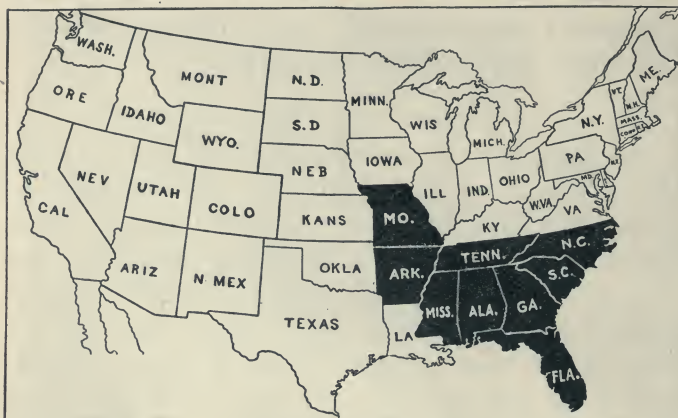 WASH.
MONT
N.D.
MINN.
ME.
VT.
N.H.
ORE
IDAHO
WYO.
S.D
WIS
MICH.
N.Y.
MASS.
CONN
R.I.
NEV
UTAH
COLO
NEB
IOWA
ILL
IND.
OHIO
PA
N.J.
MD.
CAL
KANS
MO.
KY
W.VA.
VA
ARIZ
N MEX
OKLA
ARK.
TENN.
N.C.
S.C.
TEXAS
LA
MISS.
ALA.
GA.
FLA.